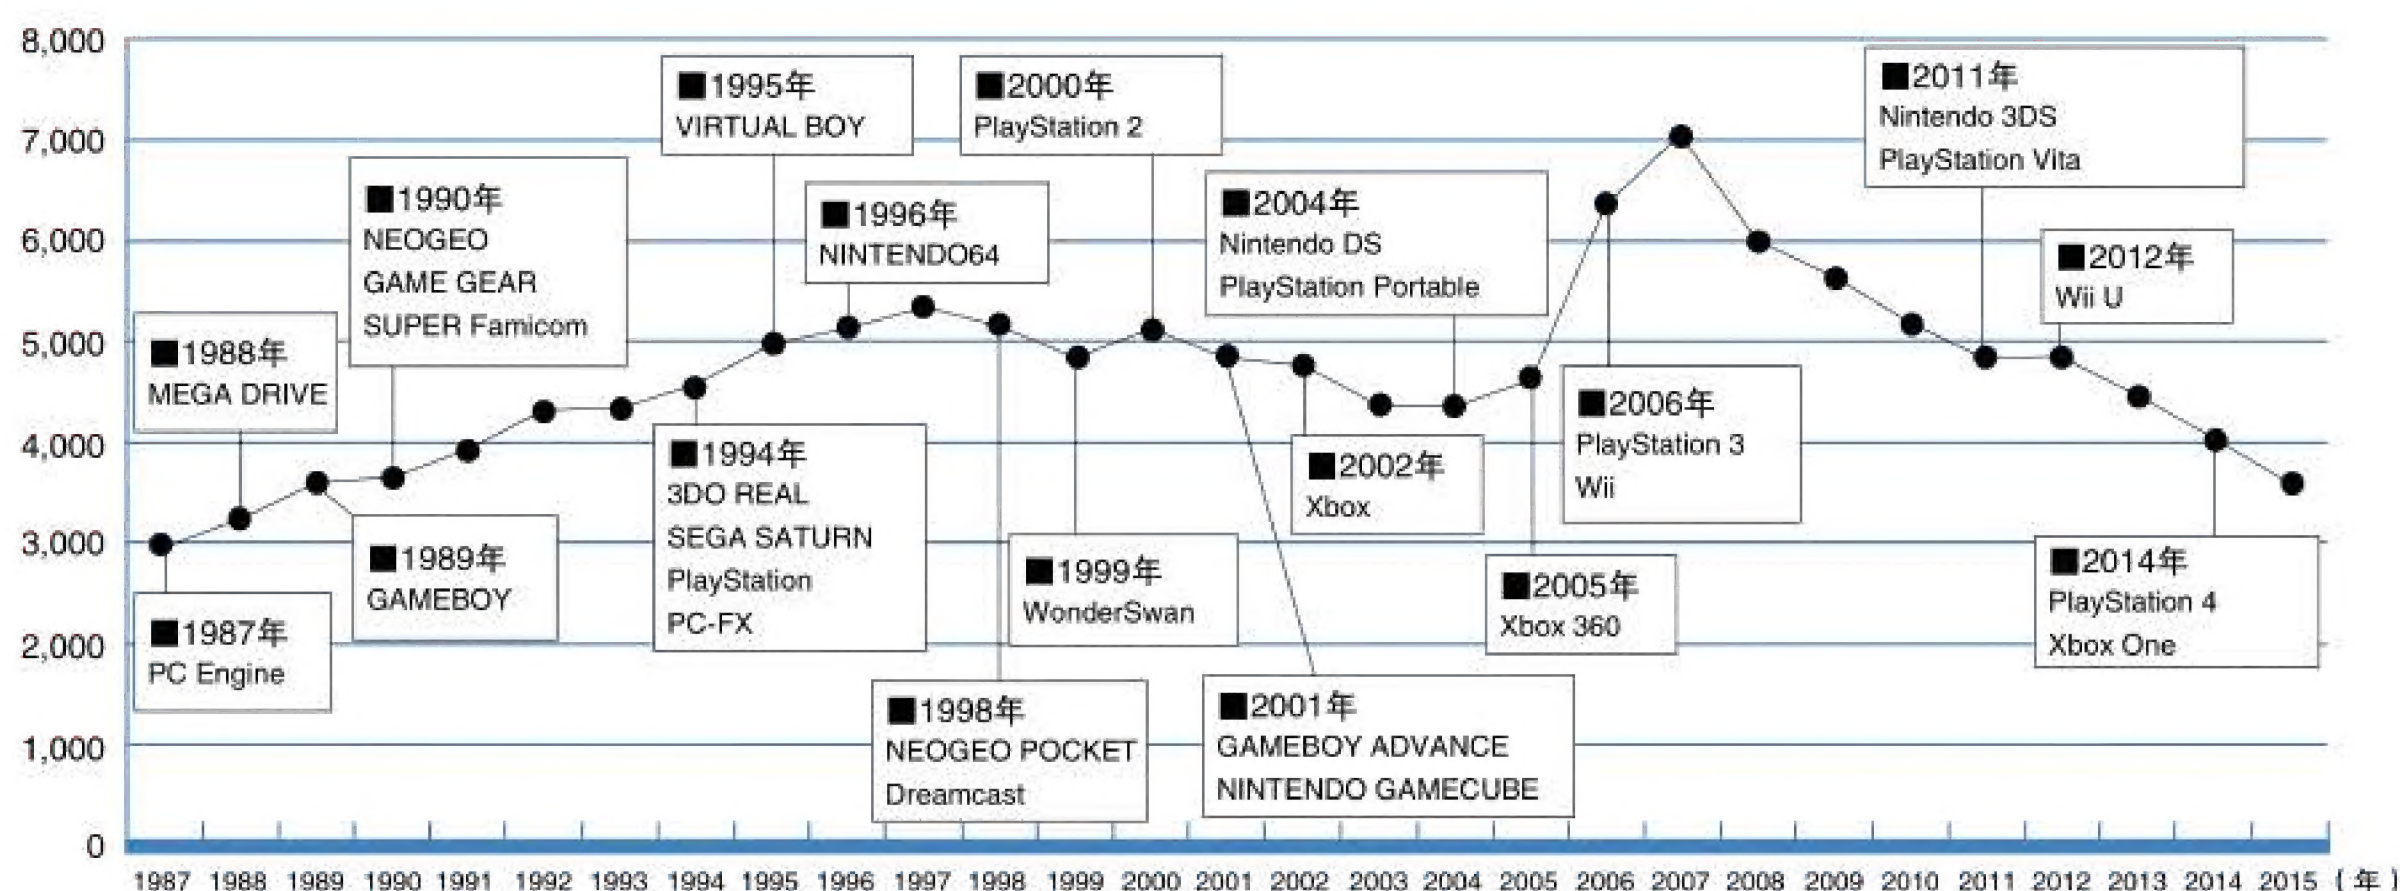 8,000
7,000
6,000
5,000
4,000
3,000
2,000
1,000
0
■1987年
PC Engine
■1988年
MEGA DRIVE
■1989年
GAMEBOY
■1990年
NEOGEO
GAME GEAR
SUPER Famicom
■1994年
3DO REAL
SEGA SATURN
PlayStation
PC-FX
■1995年
VIRTUAL BOY
■1996年
NINTENDO64
■1998年
NEOGEO POCKET
Dreamcast
■1999年
WonderSwan
■2000年
PlayStation 2
■2001年
GAMEBOY ADVANCE
NINTENDO GAMECUBE
■2002年
Xbox
■2004年
Nintendo DS
PlayStation Portable
■2005年
Xbox 360
■2006年
PlayStation 3
Wii
■2011年
Nintendo 3DS
PlayStation Vita
■2012年
Wii U
■2014年
PlayStation 4
Xbox One
1987 1988 1989 1990 1991 1992 1993 1994 1995 1996 1997 1998 1999 2000 2001 2002 2003 2004 2005 2006 2007 2008 2009 2010 2011 2012 2013 2014 2015 (年)